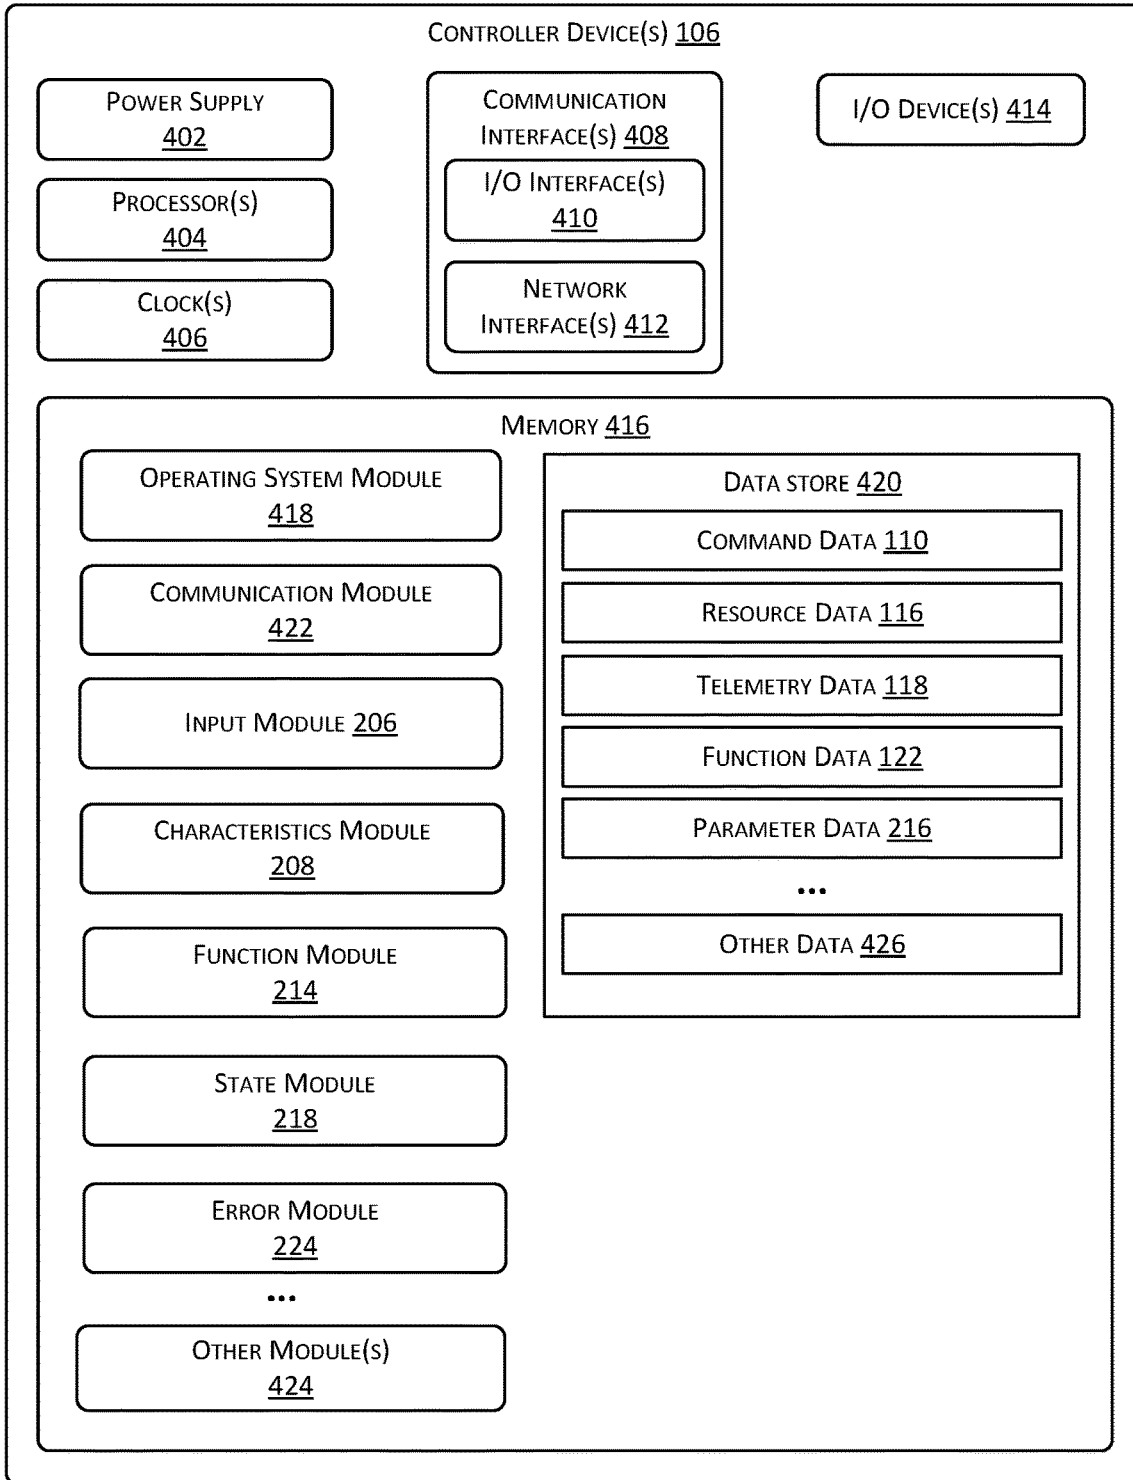 CONTROLLER DEVICE(S) 106
POWER SUPPLY
402
PROCESSOR(S)
404
CLOCK(S)
406
COMMUNICATION
INTERFACE(S) 408
I/O INTERFACE(S)
410
NETWORK
INTERFACE(S) 412
I/O DEVICE(S) 414
MEMORY 416
OPERATING SYSTEM MODULE
418
COMMUNICATION MODULE
422
INPUT MODULE 206
CHARACTERISTICS MODULE
208
FUNCTION MODULE
214
STATE MODULE
218
ERROR MODULE
224
...
OTHER MODULE(S)
424
DATA STORE 420
COMMAND DATA 110
RESOURCE DATA 116
TELEMETRY DATA 118
FUNCTION DATA 122
PARAMETER DATA 216
...
OTHER DATA 426